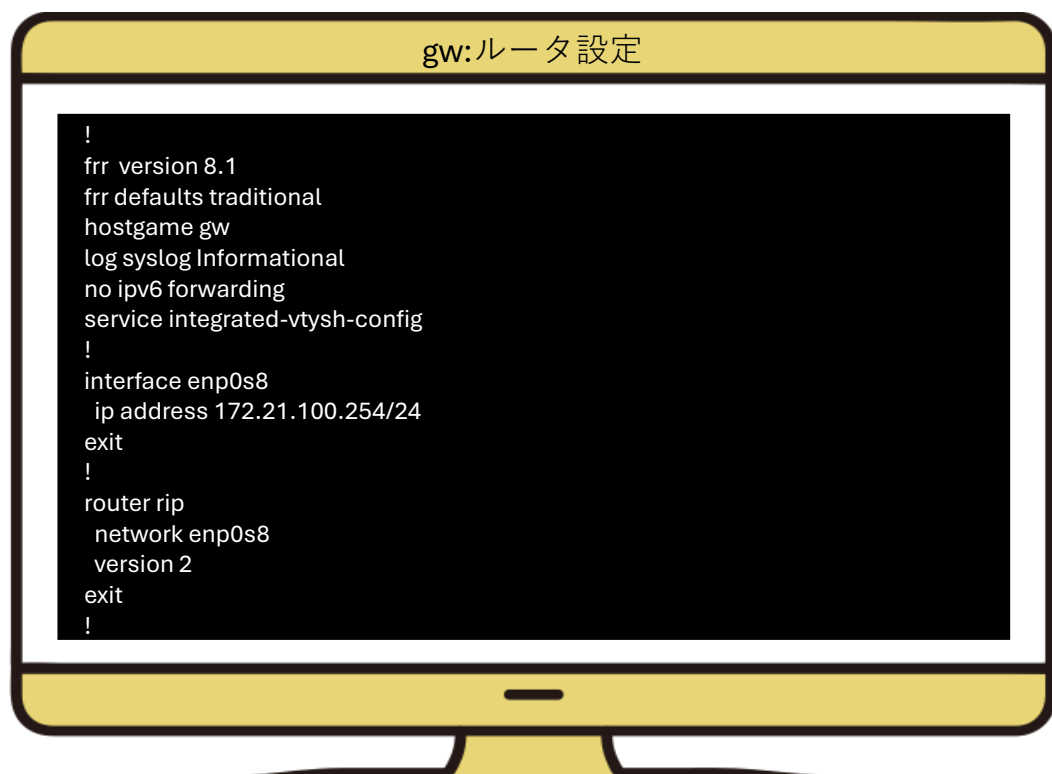 gw:ルータ設定
!
frr  version 8.1
frr defaults traditional
hostgame gw
log syslog Informational
no ipv6 forwarding
service integrated-vtysh-config
!
interface enp0s8
  ip address 172.21.100.254/24
exit
!
router rip
  network enp0s8
  version 2
exit
!